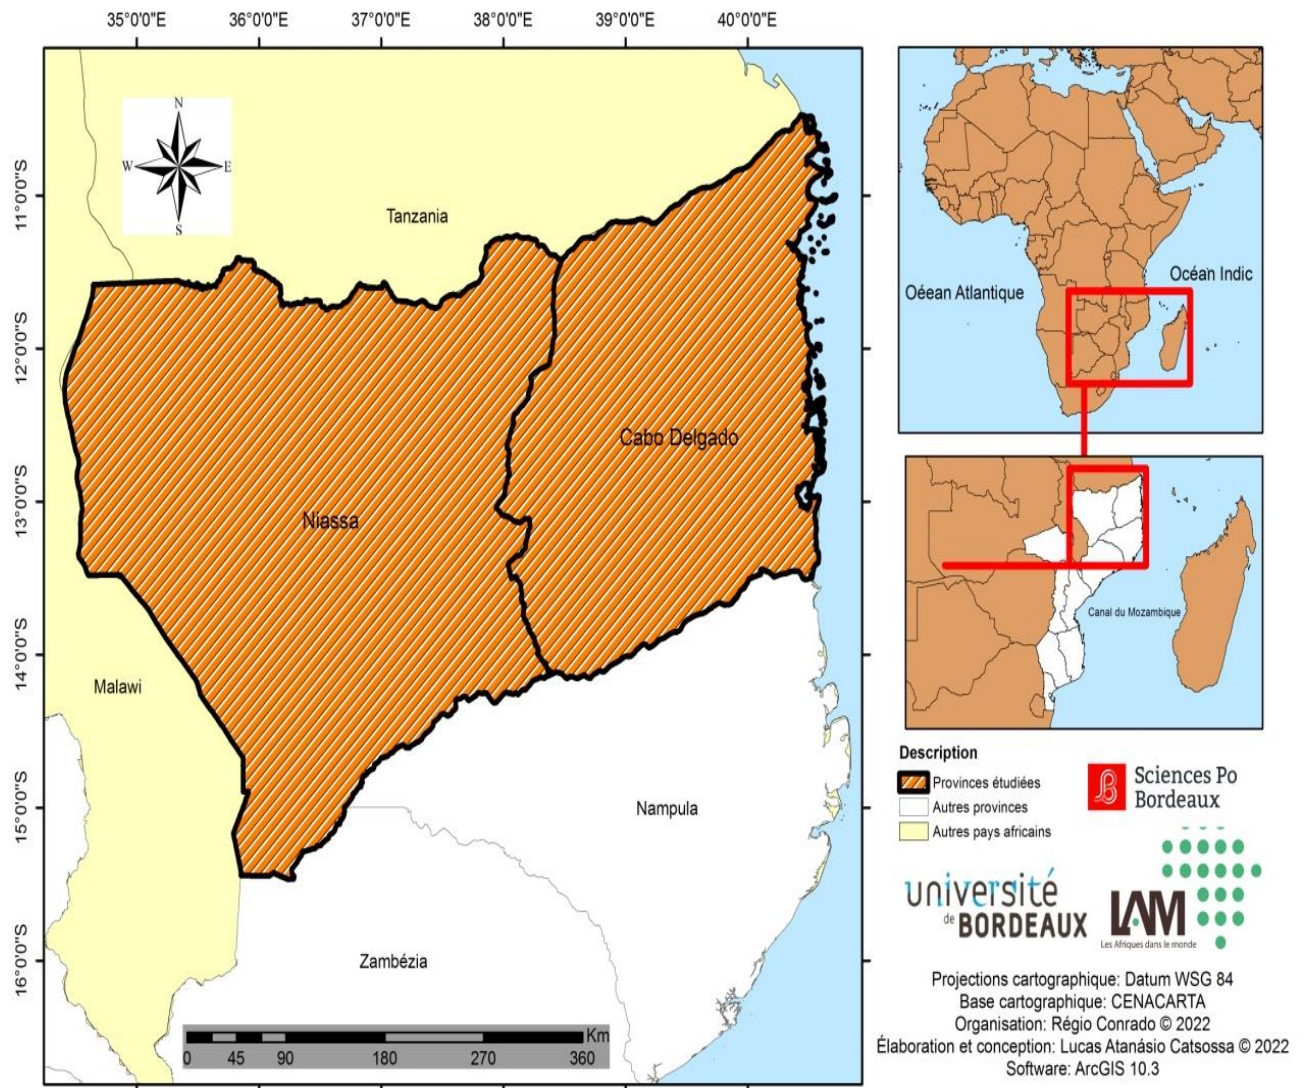 35°0'0"E
36°0'0"E
37°0'0"E
38°0'0"E
39°0'0"E
40°0'0"E
11°0'0"S
12°0'0"S
13°0'0"S
14°0'0"S
15°0'0"S
16°0'0"S
N
W
E
S
Tanzania
Cabo Delgado
Niassa
Malawi
Nampula
Zambézia
Km
0 45 90 180 270 360
Océan Indic
Oéean Atlantique
Canal du Mozambique
Description
Provinces étudiées
Autres provinces
Autres pays africains
Sciences Po
Bordeaux
université
de BORDEAUX
LAM
Les Afriques dans le monde
Projections cartographique: Datum WSG 84
Base cartographique: CENACARTA
Organisation: Régio Conrado © 2022
Élaboration et conception: Lucas Atanásio Catsossa © 2022
Software: ArcGIS 10.3